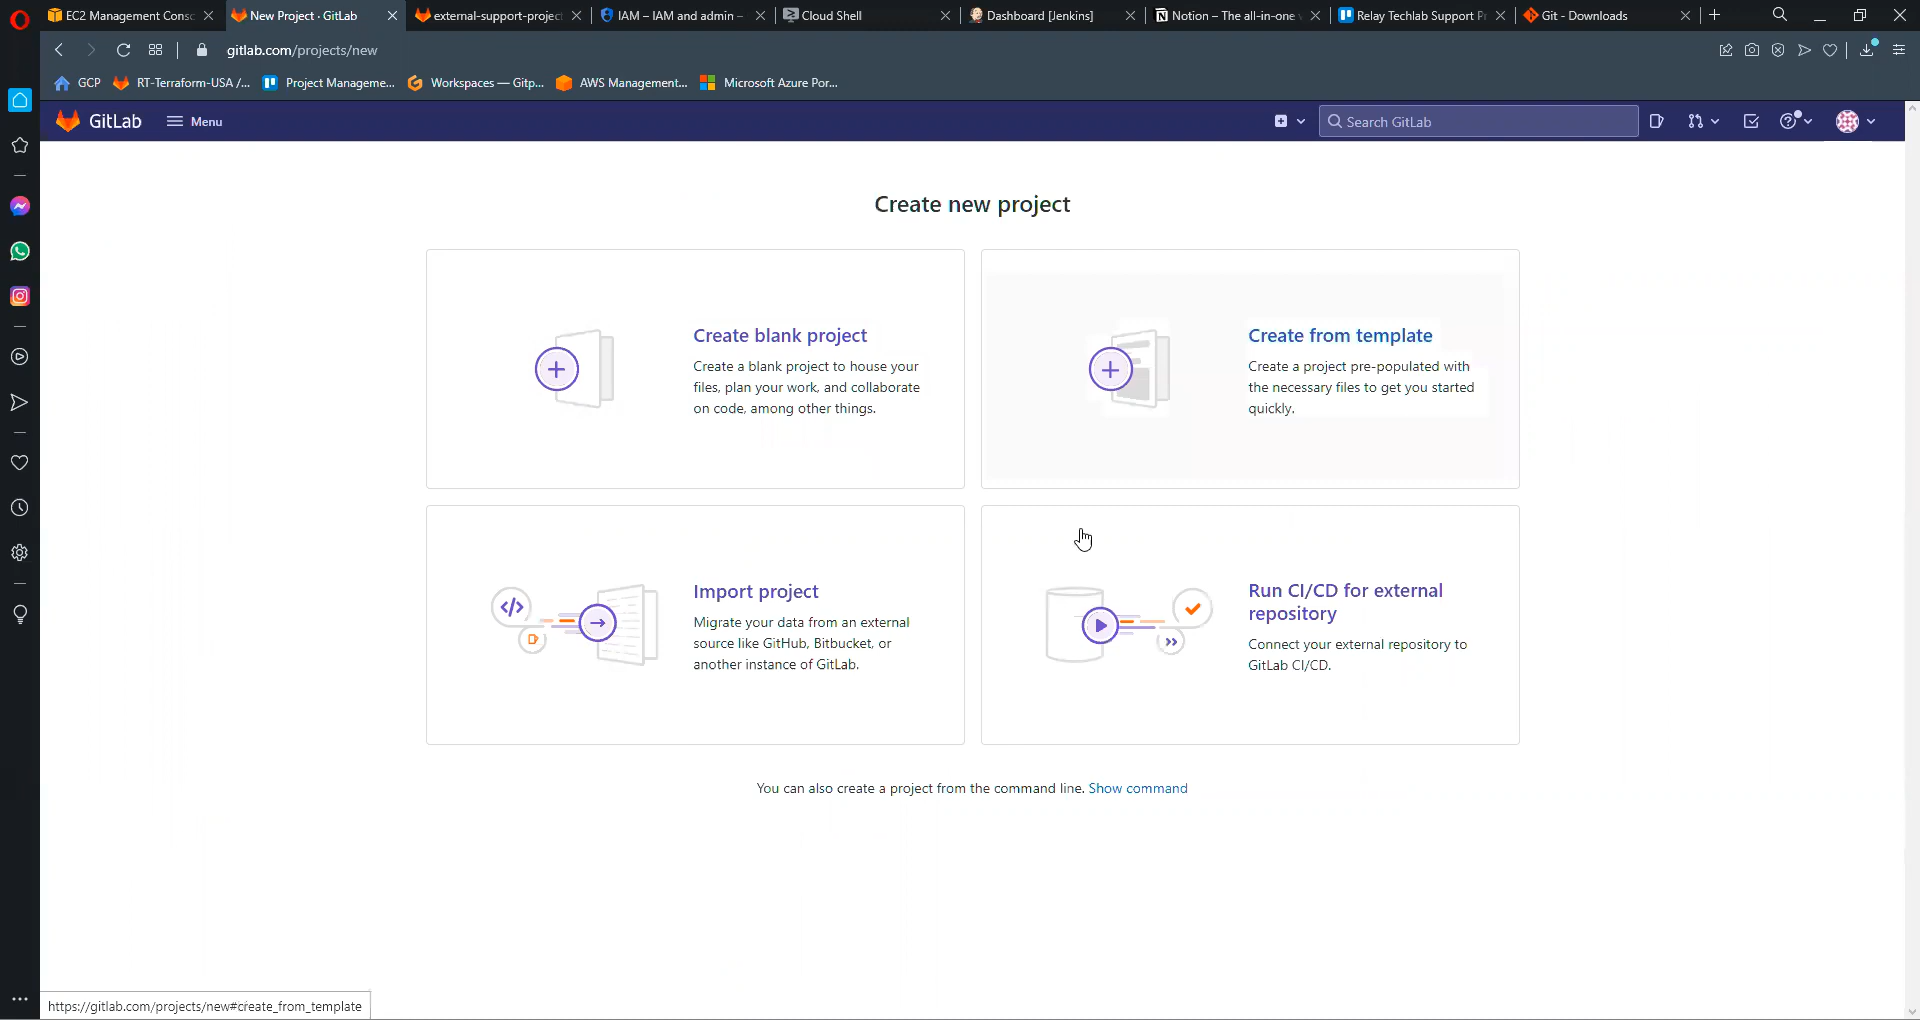 EC2 Management Consc
New Project · GitLab
external-support-project
IAM – IAM and admin –
Cloud Shell
Dashboard [Jenkins]
Notion – The all-in-one
Relay Techlab Support Pr
Git - Downloads
gitlab.com/projects/new
GCP
RT-Terraform-USA /...
Project Manageme...
Workspaces — Gitp...
AWS Management...
Microsoft Azure Por...
GitLab
Menu
Search GitLab
Create new project
Create blank project
Create a blank project to house your
files, plan your work, and collaborate
on code, among other things.
Create from template
Create a project pre-populated with
the necessary files to get you started
quickly.
Import project
Migrate your data from an external
source like GitHub, Bitbucket, or
another instance of GitLab.
Run CI/CD for external
repository
Connect your external repository to
GitLab CI/CD.
You can also create a project from the command line. Show command
https://gitlab.com/projects/new#create_from_template